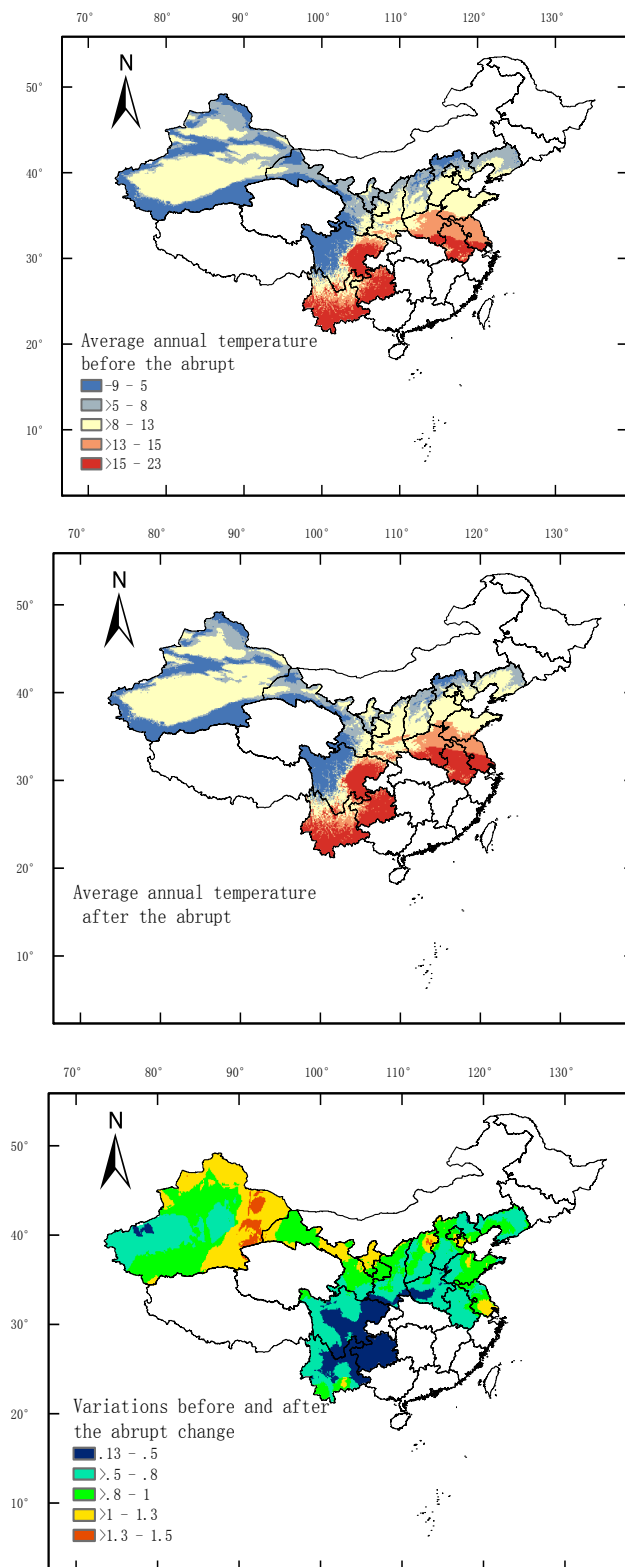 70° 80° 90° 100° 110° 120° 130°
N
50°
40°
30°
20°
10°
Average annual temperature
before the abrupt
-9 - 5
>5 - 8
>8 - 13
>13 - 15
>15 - 23
70° 80° 90° 100° 110° 120° 130°
N
50°
40°
30°
20°
10°
Average annual temperature
after the abrupt
70° 80° 90° 100° 110° 120° 130°
N
50°
40°
30°
20°
10°
Variations before and after
the abrupt change
.13 - .5
>.5 - .8
>.8 - 1
>1 - 1.3
>1.3 - 1.5